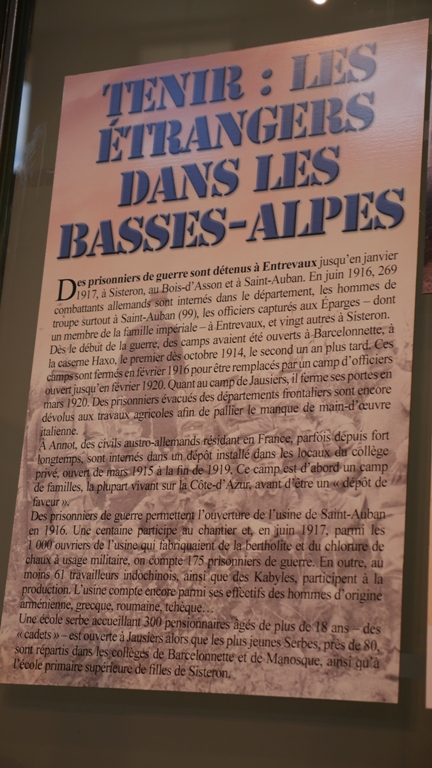 TENIR : LES
ÉTRANGERS
DANS LES
BASSES-ALPES
Des prisonniers de guerre sont détenus à Entrevaux jusqu'en janvier
1917, à Sisteron, au Bois-d'Asson et à Saint-Auban. En juin 1916, 269
combattants allemands sont internés dans le département, les hommes de
troupe surtout à Saint-Auban (99), les officiers capturés aux Éparges – dont
un membre de la famille impériale – à Entrevaux, et vingt autres à Sisteron.
Dès le début de la guerre, des camps avaient été ouverts à Barcelonnette, à
la caserne Haxo, le premier dès octobre 1914, le second un an plus tard. Ces
camps sont fermés en février 1916 pour être remplacés par un camp d'officiers
ouvert jusqu'en février 1920. Quant au camp de Jausiers, il ferme ses portes en
mars 1920. Des prisonniers évacués des départements frontaliers sont encore
dévolus aux travaux agricoles afin de pallier le manque de main-d'œuvre
italienne.
À Annot, des civils austro-allemands résidant en France, parfois depuis fort
longtemps, sont internés dans un dépôt installé dans les locaux du collège
privé, ouvert de mars 1915 à la fin de 1919. Ce camp est d'abord un camp
de familles, la plupart vivant sur la Côte-d'Azur, avant d'être un « dépôt de
faveur ».
Des prisonniers de guerre permettent l'ouverture de l'usine de Saint-Auban
en 1916. Une centaine participe au chantier et, en juin 1917, parmi les
1 000 ouvriers de l'usine qui fabriquaient de la bertholite et du chlorure de
chaux à usage militaire, on compte 175 prisonniers de guerre. En outre, au
moins 61 travailleurs indochinois, ainsi que des Kabyles, participent à la
production. L'usine compte encore parmi ses effectifs des hommes d'origine
arménienne, grecque, roumaine, tchèque…
Une école serbe accueillant 300 pensionnaires âgés de plus de 18 ans – des
« cadets » – est ouverte à Jausiers alors que les plus jeunes Serbes, près de 80,
sont répartis dans les collèges de Barcelonnette et de Manosque, ainsi qu'à
l'école primaire supérieure de filles de Sisteron.